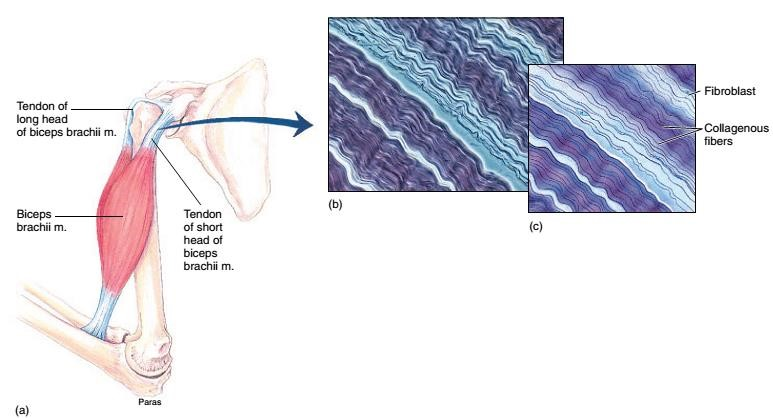 Tendon of
long head
of biceps brachii m.
Biceps
brachii m.
Tendon
of short
head of
biceps
brachii m.
Paras
(a)
(b)
Fibroblast
Collagenous
fibers
(c)